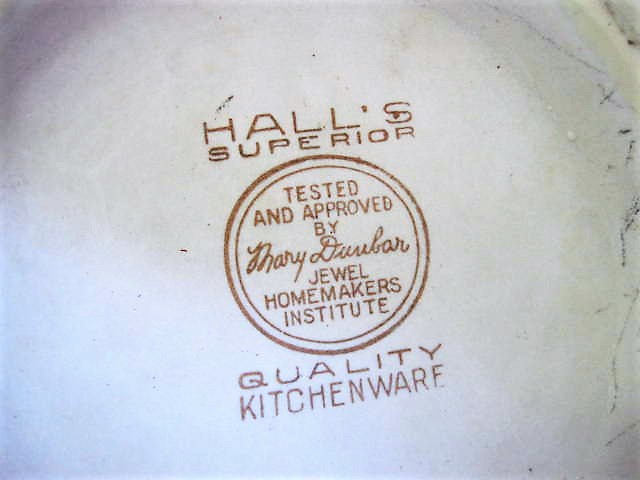 HALL'S
SUPERIOR
TESTED
AND APPROVED
BY
Mary Dunbar
JEWEL
HOMEMAKERS
INSTITUTE
QUALITY
KITCHENWARE